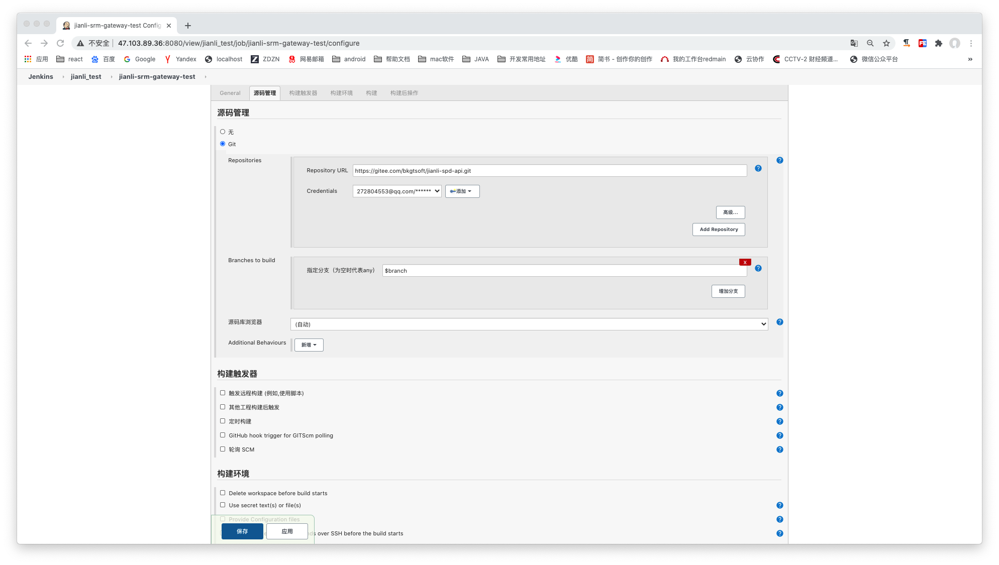 jianli-srm-gateway-test Config
不安全 47.103.89.36:8080/view/jianli_test/job/jianli-srm-gateway-test/configure
应用 react 百度 Google Yandex localhost ZDZN 网易邮箱 android 帮助文档 mac软件 JAVA 开发常用地址 优酷 简书 - 创作你的创作 我的工作台redmain 云协作 CCTV-2 财经频道... 微信公众平台 »
Jenkins jianli_test jianli-srm-gateway-test
General 源码管理 构建触发器 构建环境 构建 构建后操作
源码管理
无
Git
Repositories
Repository URL https://gitee.com/bkgtsoft/jianli-spd-api.git
Credentials 272804553@qq.com/****** 添加
高级...
Add Repository
Branches to build
X
指定分支（为空时代表any） $branch
增加分支
源码库浏览器 (自动)
Additional Behaviours 新增
构建触发器
触发远程构建 (例如,使用脚本)
其他工程构建后触发
定时构建
GitHub hook trigger for GITScm polling
轮询 SCM
构建环境
Delete workspace before build starts
Use secret text(s) or file(s)
Provide Configuration files
保存 应用 over SSH before the build starts